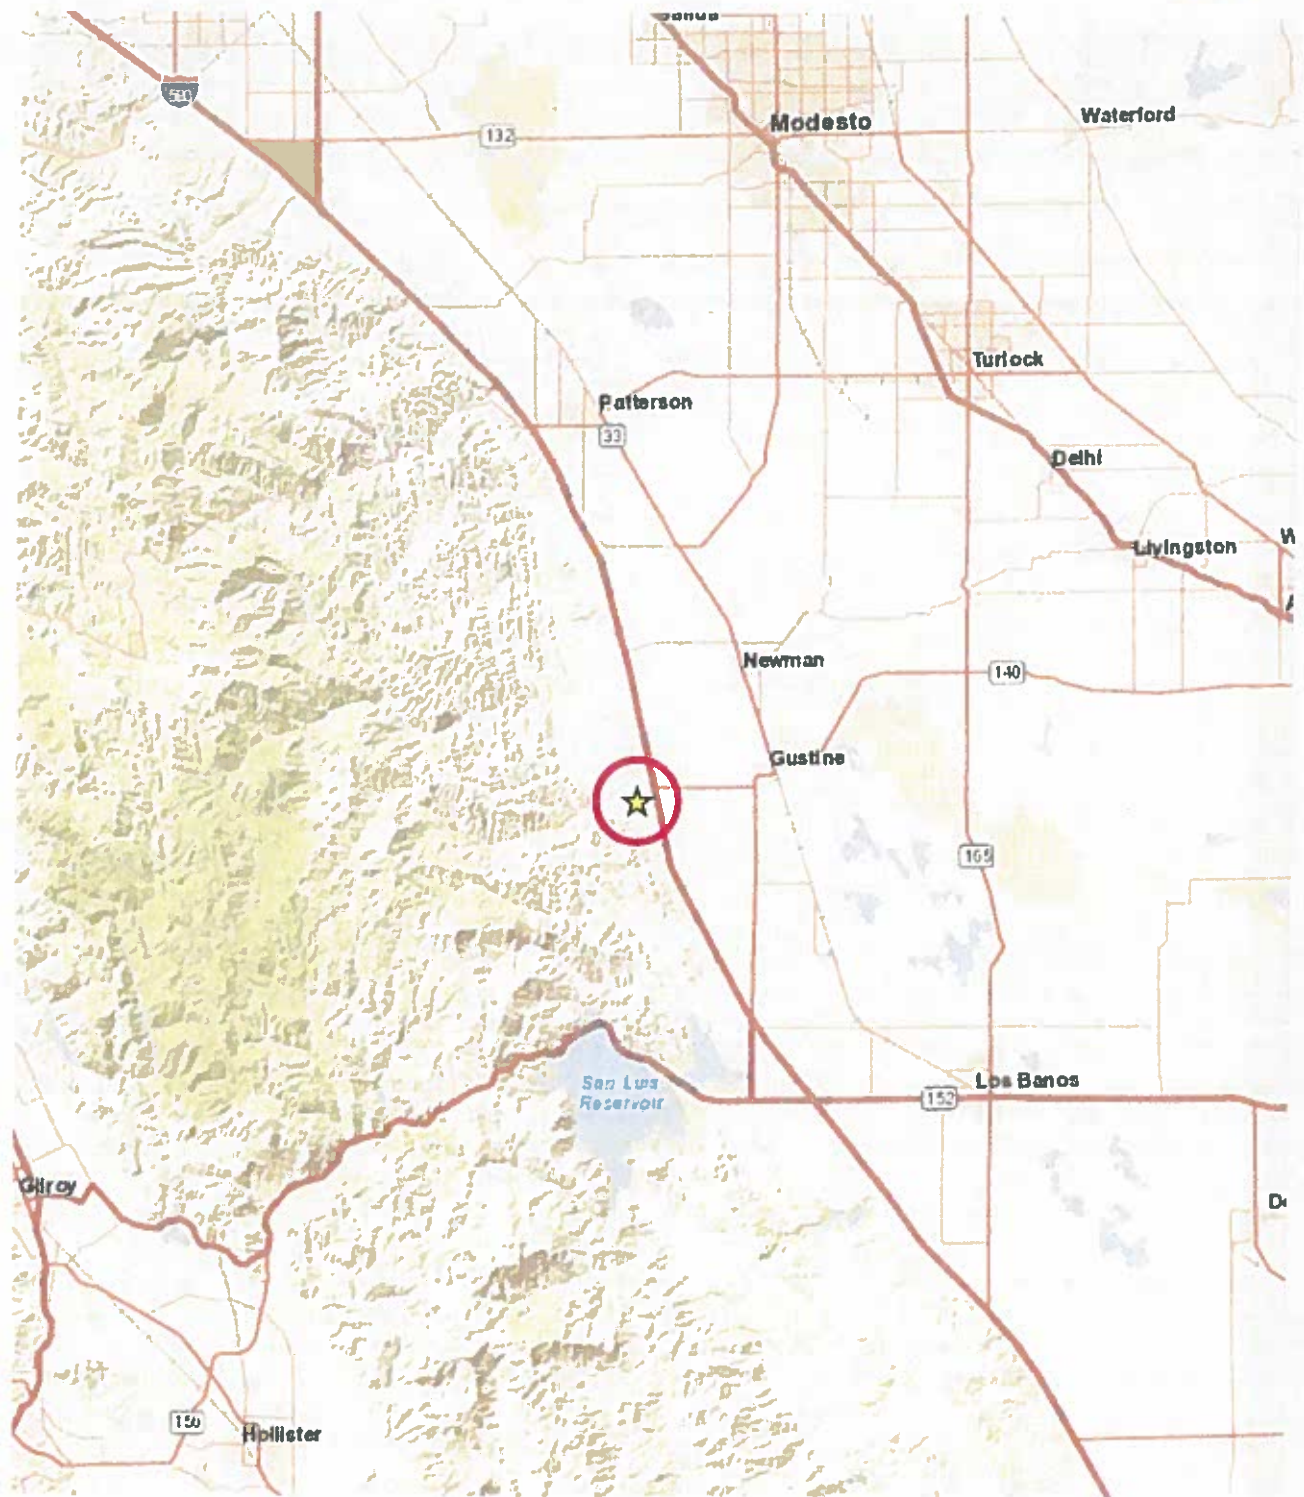 580
132
Modesto
Waterford
Turlock
Patterson
33
Delhi
Livingston
W
A
Newman
140
Gustine
165
San Luis
Reservoir
Los Banos
152
Gilroy
De
Hollister